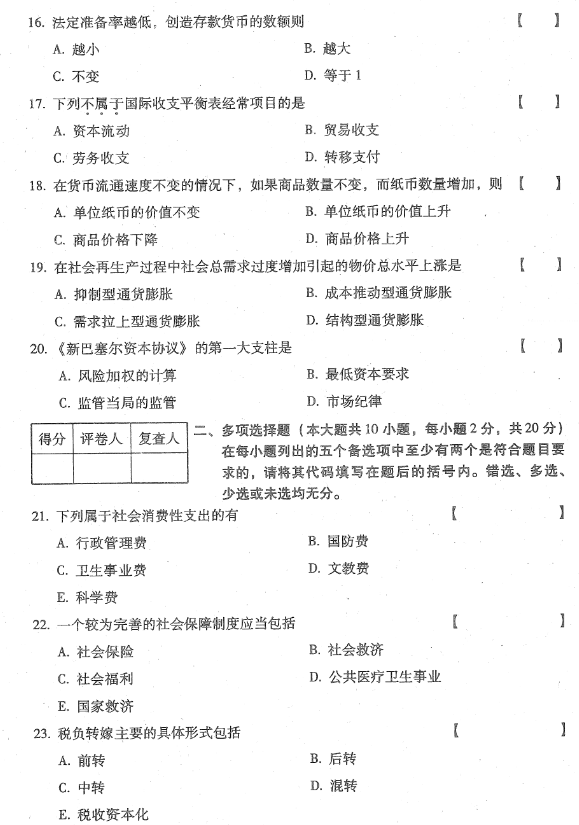 16. 法定准备率越低，创造存款货币的数额则 【 】
A. 越小 B. 越大
C. 不变 D. 等于1
17. 下列不属于国际收支平衡表经常项目的是 【 】
A. 资本流动 B. 贸易收支
C. 劳务收支 D. 转移支付
18. 在货币流通速度不变的情况下，如果商品数量不变，而纸币数量增加，则 【 】
A. 单位纸币的价值不变 B. 单位纸币的价值上升
C. 商品价格下降 D. 商品价格上升
19. 在社会再生产过程中社会总需求过度增加引起的物价总水平上涨是 【 】
A. 抑制型通货膨胀 B. 成本推动型通货膨胀
C. 需求拉上型通货膨胀 D. 结构型通货膨胀
20. 《新巴塞尔资本协议》的第一大支柱是 【 】
A. 风险加权的计算 B. 最低资本要求
C. 监管当局的监管 D. 市场纪律
得分 评卷人 复查人
二、多项选择题（本大题共10小题，每小题2分，共20分）
在每小题列出的五个备选项中至少有两个是符合题目要
求的，请将其代码填写在题后的括号内。错选、多选、
少选或未选均无分。
21. 下列属于社会消费性支出的有 【 】
A. 行政管理费 B. 国防费
C. 卫生事业费 D. 文教费
E. 科学费
22. 一个较为完善的社会保障制度应当包括 【 】
A. 社会保险 B. 社会救济
C. 社会福利 D. 公共医疗卫生事业
E. 国家救济
23. 税负转嫁主要的具体形式包括 【 】
A. 前转 B. 后转
C. 中转 D. 混转
E. 税收资本化